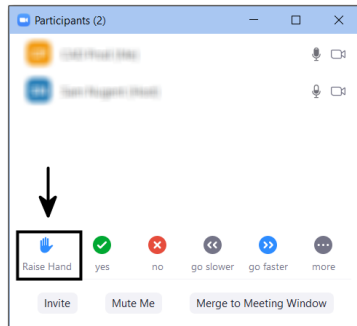 Participants (2)
Raise Hand yes no go slower go faster more
Invite Mute Me Merge to Meeting Window